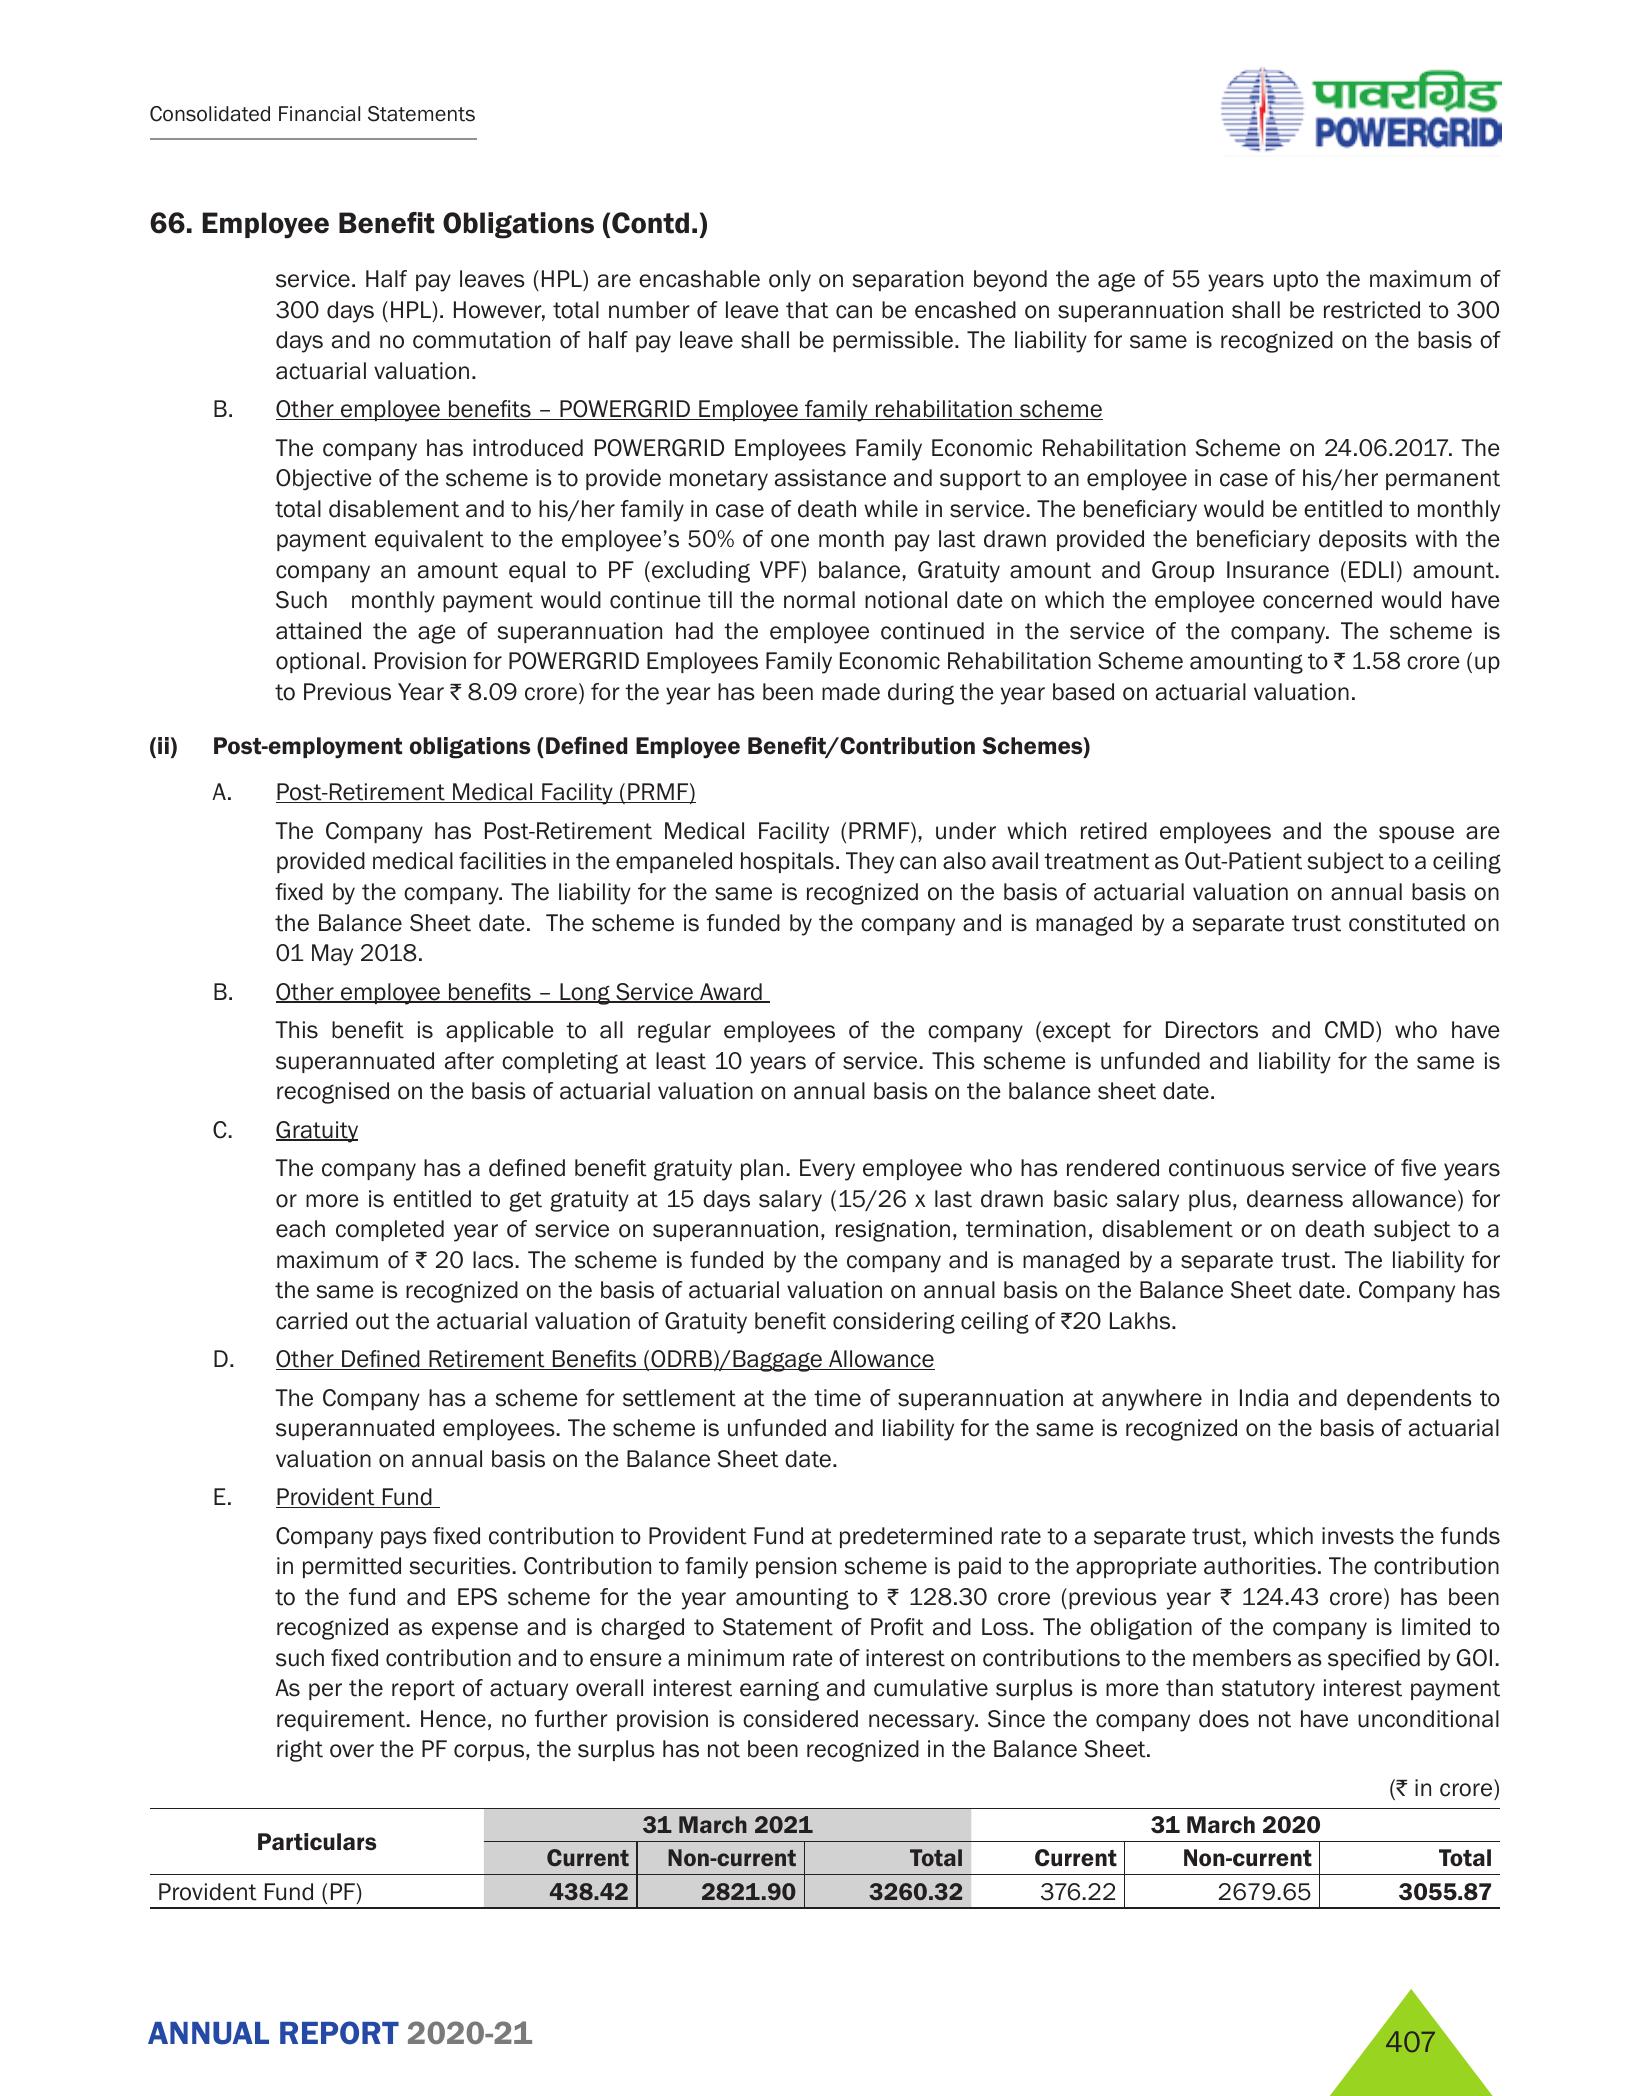 Consolidated Financial Statements
पावरग्रिड
POWERGRID
66. Employee Benefit Obligations (Contd.)
service. Half pay leaves (HPL) are encashable only on separation beyond the age of 55 years upto the maximum of
300 days (HPL). However, total number of leave that can be encashed on superannuation shall be restricted to 300
days and no commutation of half pay leave shall be permissible. The liability for same is recognized on the basis of
actuarial valuation.
B. Other employee benefits – POWERGRID Employee family rehabilitation scheme
The company has introduced POWERGRID Employees Family Economic Rehabilitation Scheme on 24.06.2017. The
Objective of the scheme is to provide monetary assistance and support to an employee in case of his/her permanent
total disablement and to his/her family in case of death while in service. The beneficiary would be entitled to monthly
payment equivalent to the employee’s 50% of one month pay last drawn provided the beneficiary deposits with the
company an amount equal to PF (excluding VPF) balance, Gratuity amount and Group Insurance (EDLI) amount.
Such monthly payment would continue till the normal notional date on which the employee concerned would have
attained the age of superannuation had the employee continued in the service of the company. The scheme is
optional. Provision for POWERGRID Employees Family Economic Rehabilitation Scheme amounting to ₹ 1.58 crore (up
to Previous Year ₹ 8.09 crore) for the year has been made during the year based on actuarial valuation.
(ii) Post-employment obligations (Defined Employee Benefit/Contribution Schemes)
A. Post-Retirement Medical Facility (PRMF)
The Company has Post-Retirement Medical Facility (PRMF), under which retired employees and the spouse are
provided medical facilities in the empaneled hospitals. They can also avail treatment as Out-Patient subject to a ceiling
fixed by the company. The liability for the same is recognized on the basis of actuarial valuation on annual basis on
the Balance Sheet date. The scheme is funded by the company and is managed by a separate trust constituted on
01 May 2018.
B. Other employee benefits – Long Service Award
This benefit is applicable to all regular employees of the company (except for Directors and CMD) who have
superannuated after completing at least 10 years of service. This scheme is unfunded and liability for the same is
recognised on the basis of actuarial valuation on annual basis on the balance sheet date.
C. Gratuity
The company has a defined benefit gratuity plan. Every employee who has rendered continuous service of five years
or more is entitled to get gratuity at 15 days salary (15/26 x last drawn basic salary plus, dearness allowance) for
each completed year of service on superannuation, resignation, termination, disablement or on death subject to a
maximum of ₹ 20 lacs. The scheme is funded by the company and is managed by a separate trust. The liability for
the same is recognized on the basis of actuarial valuation on annual basis on the Balance Sheet date. Company has
carried out the actuarial valuation of Gratuity benefit considering ceiling of ₹20 Lakhs.
D. Other Defined Retirement Benefits (ODRB)/Baggage Allowance
The Company has a scheme for settlement at the time of superannuation at anywhere in India and dependents to
superannuated employees. The scheme is unfunded and liability for the same is recognized on the basis of actuarial
valuation on annual basis on the Balance Sheet date.
E. Provident Fund
Company pays fixed contribution to Provident Fund at predetermined rate to a separate trust, which invests the funds
in permitted securities. Contribution to family pension scheme is paid to the appropriate authorities. The contribution
to the fund and EPS scheme for the year amounting to ₹ 128.30 crore (previous year ₹ 124.43 crore) has been
recognized as expense and is charged to Statement of Profit and Loss. The obligation of the company is limited to
such fixed contribution and to ensure a minimum rate of interest on contributions to the members as specified by GOI.
As per the report of actuary overall interest earning and cumulative surplus is more than statutory interest payment
requirement. Hence, no further provision is considered necessary. Since the company does not have unconditional
right over the PF corpus, the surplus has not been recognized in the Balance Sheet.
(₹ in crore)
Particulars 31 March 2021 31 March 2020
Current Non-current Total Current Non-current Total
Provident Fund (PF) 438.42 2821.90 3260.32 376.22 2679.65 3055.87
ANNUAL REPORT 2020-21
407